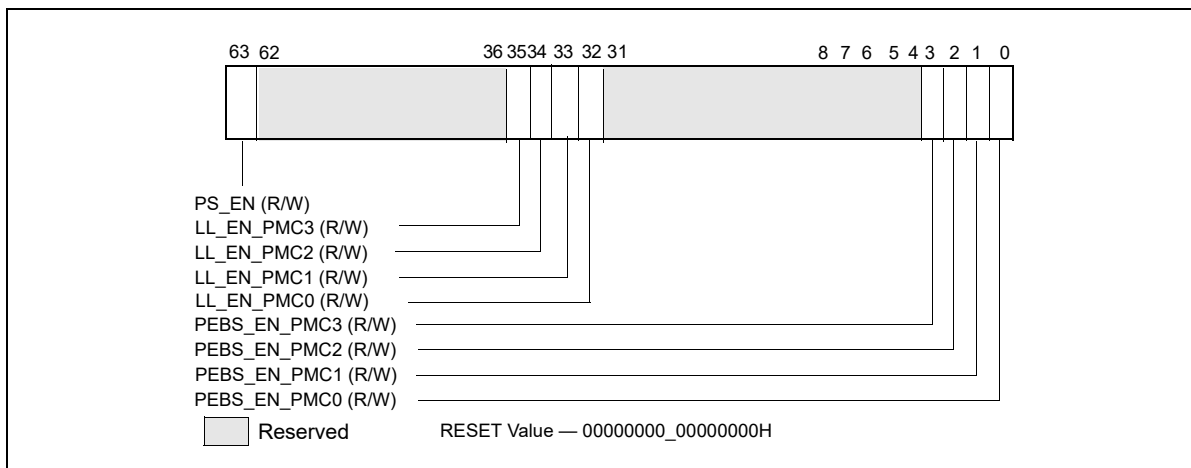 63 62 36 35 34 33 32 31 8 7 6 5 4 3 2 1 0
PS_EN (R/W)
LL_EN_PMC3 (R/W)
LL_EN_PMC2 (R/W)
LL_EN_PMC1 (R/W)
LL_EN_PMC0 (R/W)
PEBS_EN_PMC3 (R/W)
PEBS_EN_PMC2 (R/W)
PEBS_EN_PMC1 (R/W)
PEBS_EN_PMC0 (R/W)
Reserved RESET Value — 00000000_00000000H